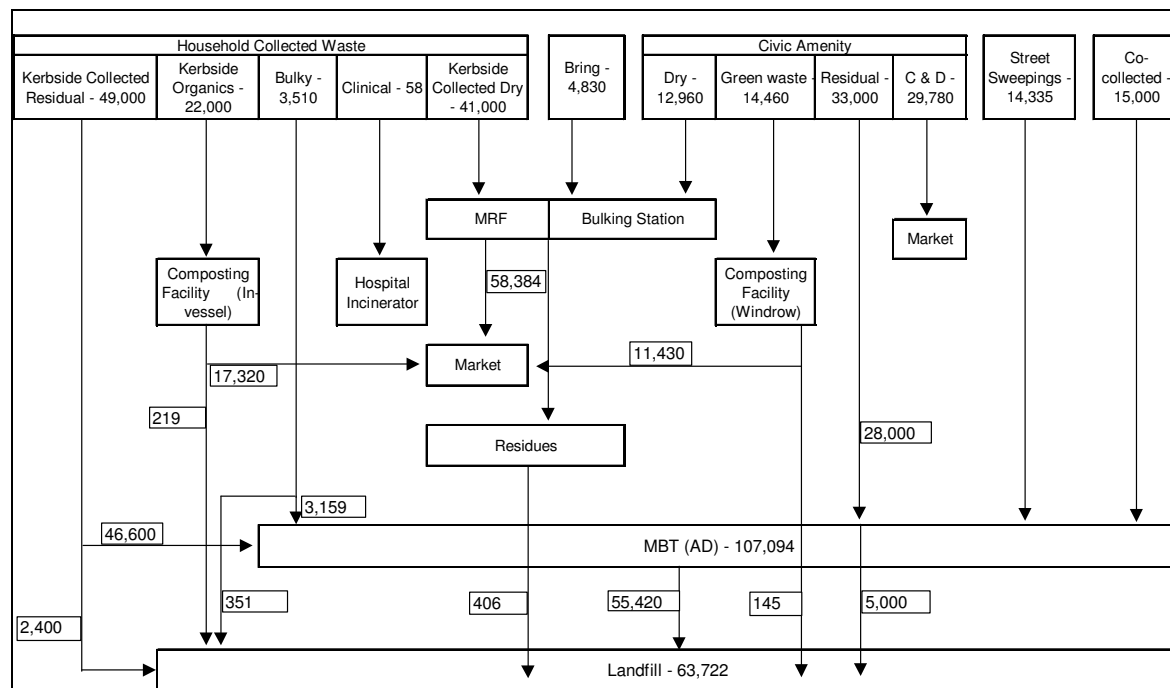 Household Collected Waste
Civic Amenity
Kerbside Collected
Residual - 49,000
Kerbside
Organics -
22,000
Bulky -
3,510
Clinical - 58
Kerbside
Collected Dry
- 41,000
Bring -
4,830
Dry -
12,960
Green waste -
14,460
Residual -
33,000
C & D -
29,780
Street
Sweepings -
14,335
Co-
collected -
15,000
MRF
Bulking Station
Market
Composting
Facility (In-
vessel)
Hospital
Incinerator
58,384
Composting
Facility
(Windrow)
Market
11,430
17,320
219
Residues
28,000
3,159
46,600
MBT (AD) - 107,094
351
406
55,420
145
5,000
2,400
Landfill - 63,722